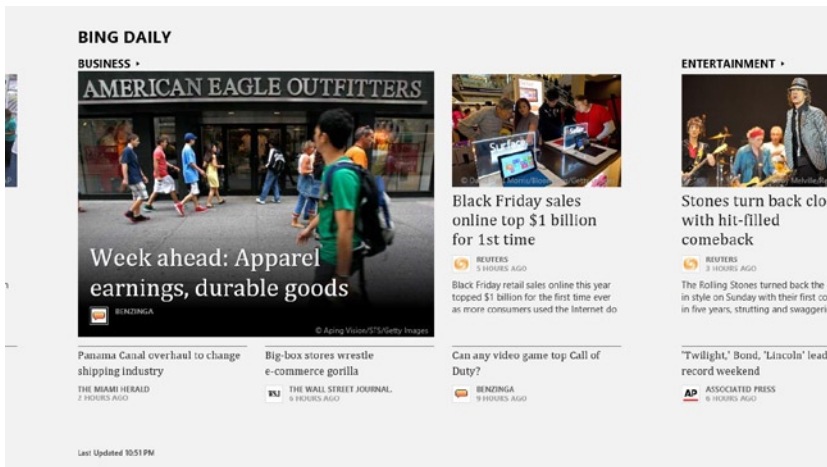 BING DAILY
BUSINESS
AMERICAN EAGLE OUTFITTERS
Week ahead: Apparel
earnings, durable goods
BENZINGA
© Aping Vision/STS/Getty Images
Panama Canal overhaul to change
shipping industry
THE MIAMI HERALD
2 HOURS AGO
Big-box stores wrestle
e-commerce gorilla
WSJ
THE WALL STREET JOURNAL.
6 HOURS AGO
Surface
Black Friday sales
online top $1 billion
for 1st time
REUTERS
5 HOURS AGO
Black Friday retail sales online this year
topped $1 billion for the first time ever
as more consumers used the Internet do
Can any video game top Call of
Duty?
BENZINGA
9 HOURS AGO
ENTERTAINMENT
Stones turn back clo
with hit-filled
comeback
REUTERS
3 HOURS AGO
The Rolling Stones turned back the
in style on Sunday with their first co
in five years, strutting and swaggeri
'Twilight,' Bond, 'Lincoln' lead
record weekend
AP
ASSOCIATED PRESS
6 HOURS AGO
Last Updated 10:51 PM